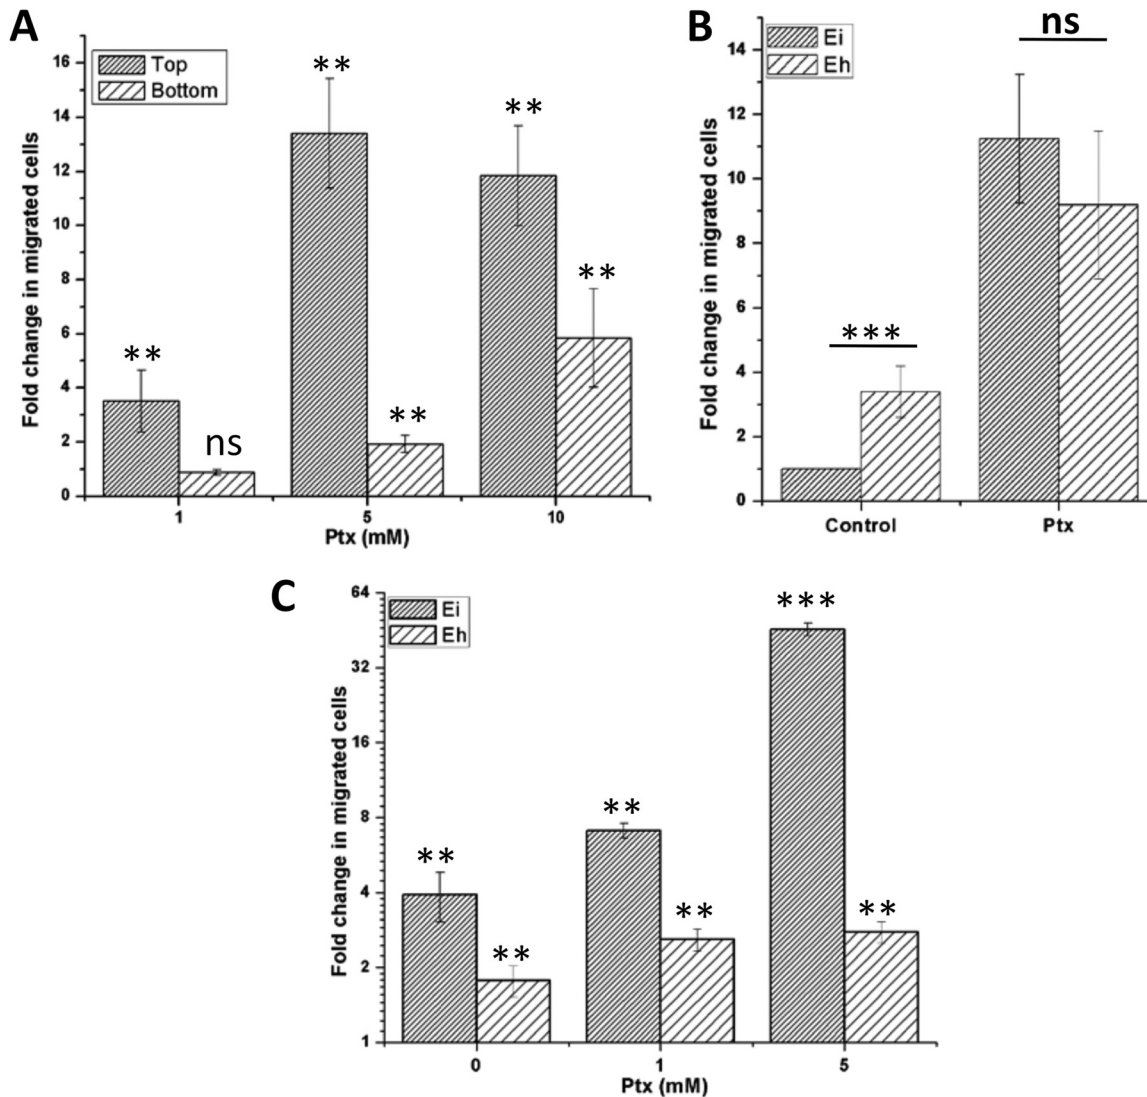 A
Fold change in migrated cells
16
14
12
10
8
6
4
2
0
Top
Bottom
**
ns
**
**
**
**
1
5
10
Ptx (mM)
B
Fold change in migrated cells
14
12
10
8
6
4
2
0
Ei
Eh
***
ns
Control
Ptx
C
Fold change in migrated cells
64
32
16
8
4
2
1
Ei
Eh
**
**
**
**
***
**
0
1
5
Ptx (mM)